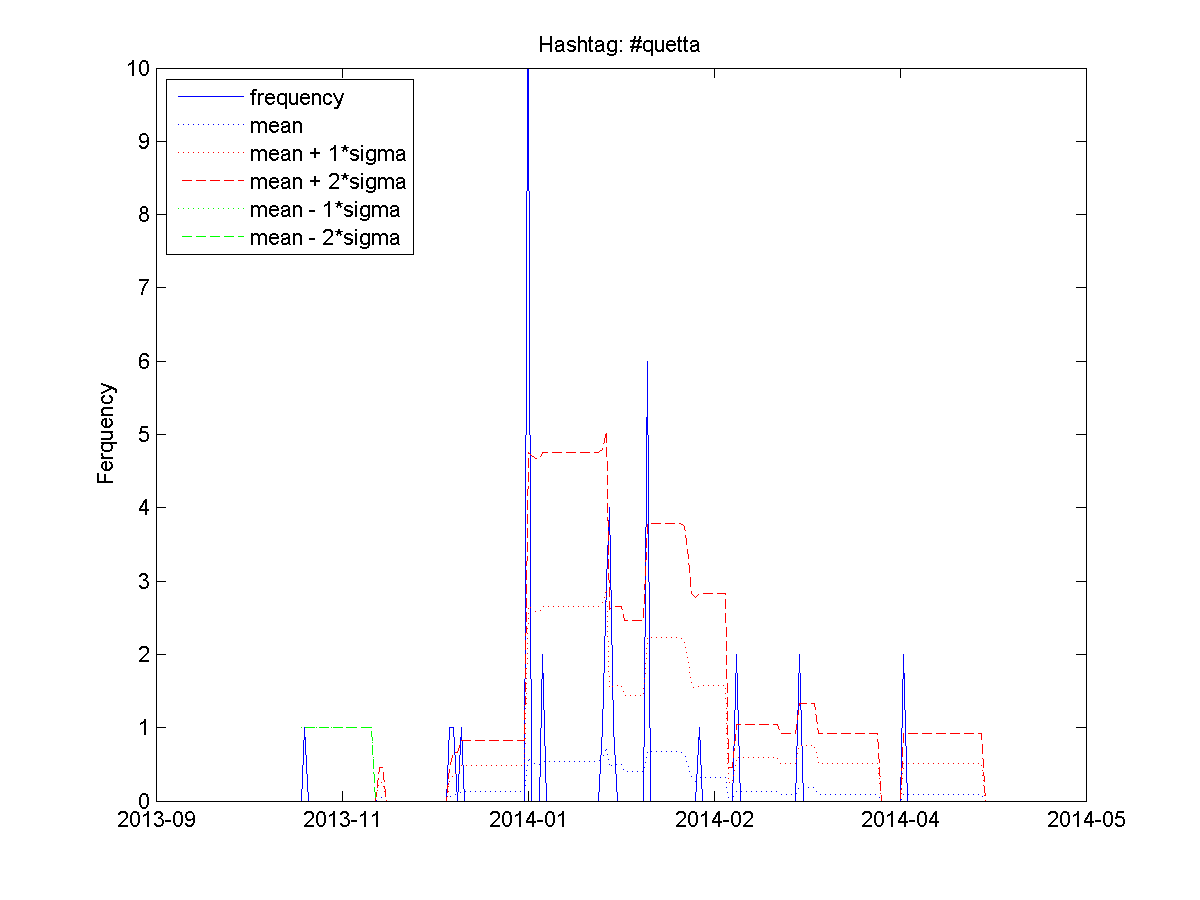 Hashtag: #quetta
10
9
8
7
6
5
4
3
2
1
0
Ferquency
frequency
mean
mean + 1*sigma
mean + 2*sigma
mean - 1*sigma
mean - 2*sigma
2013-09 2013-11 2014-01 2014-02 2014-04 2014-05